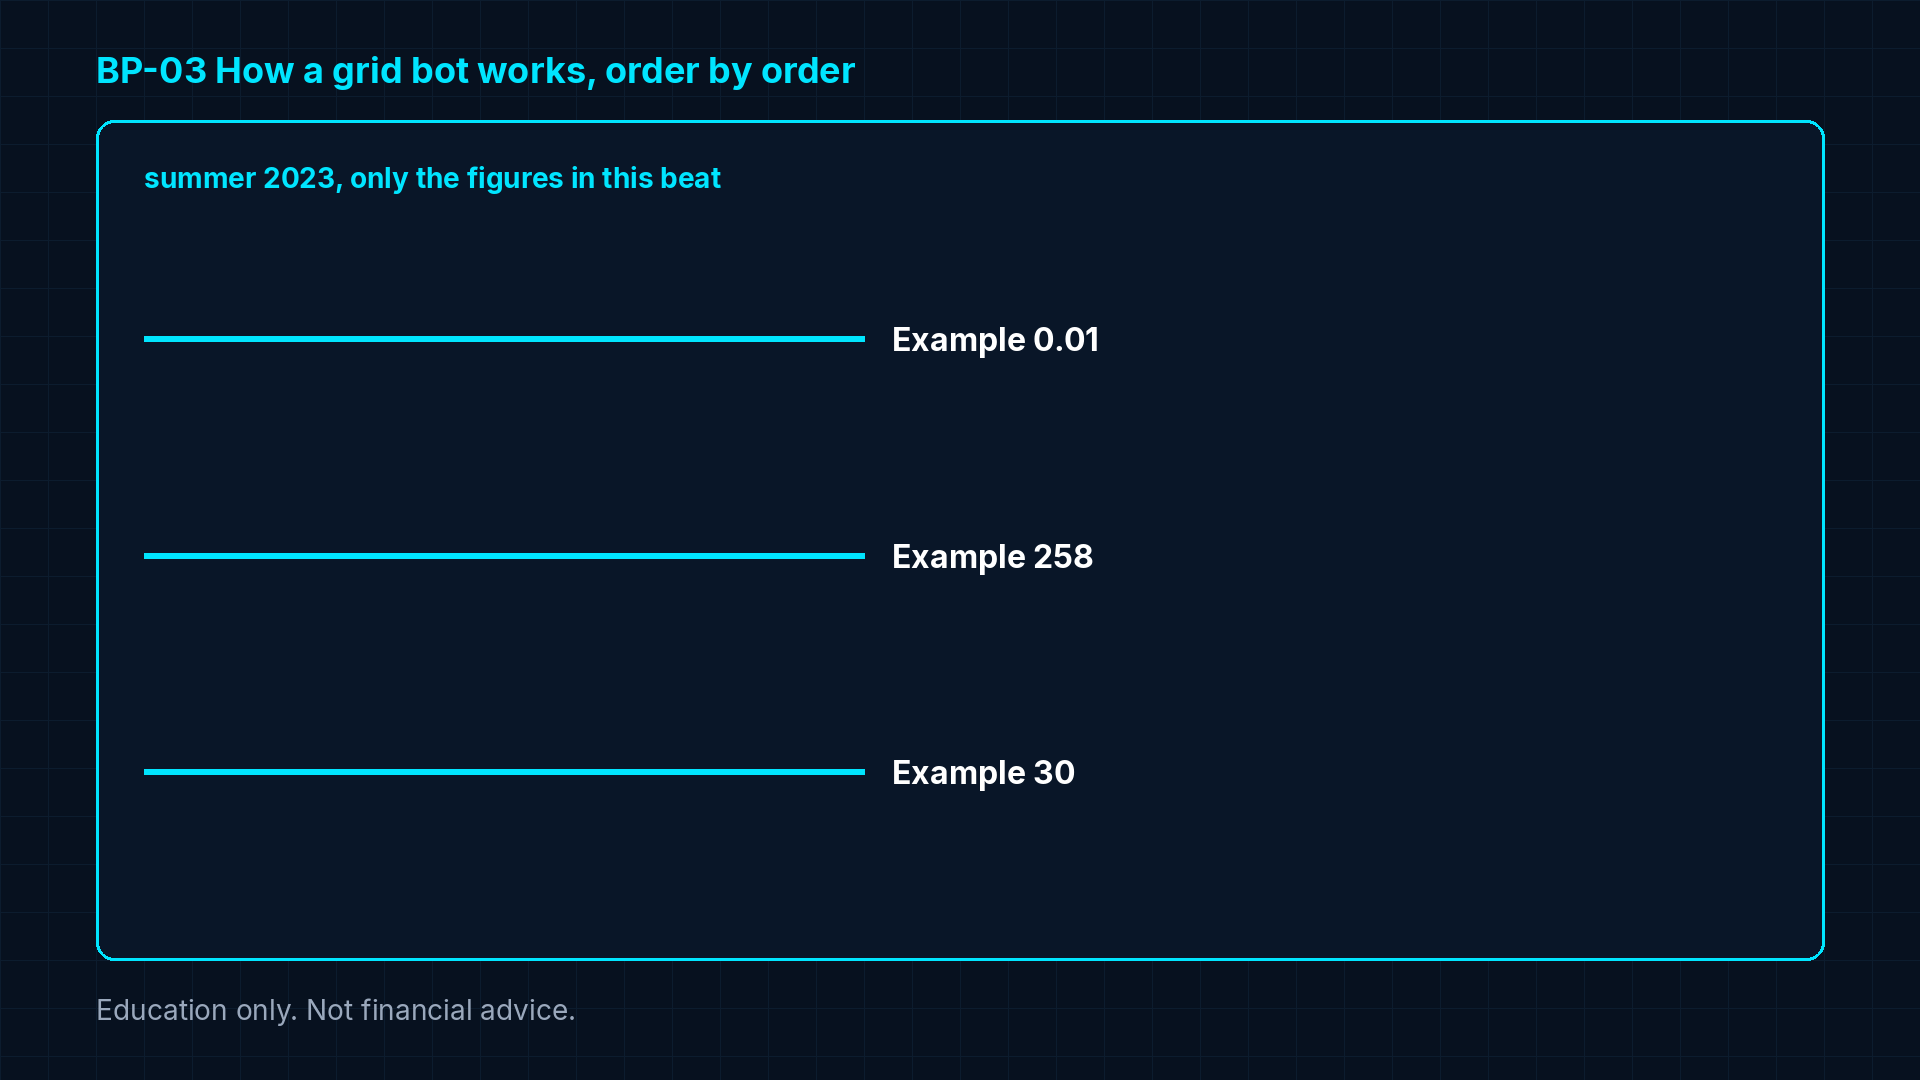 BP-03 How a grid bot works, order by order
summer 2023, only the figures in this beat
Example 0.01
Example 258
Example 30
Education only. Not financial advice.